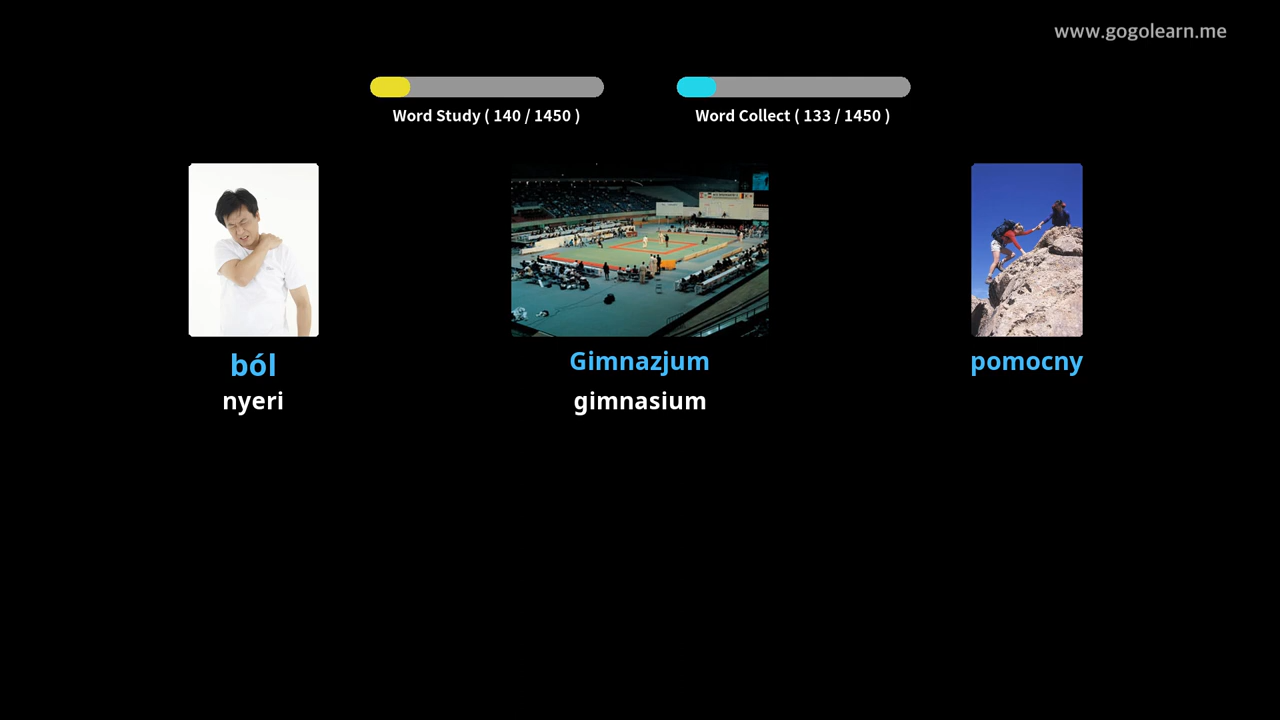 www.gogolearn.me
Word Study ( 140 / 1450 )
Word Collect ( 133 / 1450 )
ból
Gimnazjum
pomocny
nyeri
gimnasium